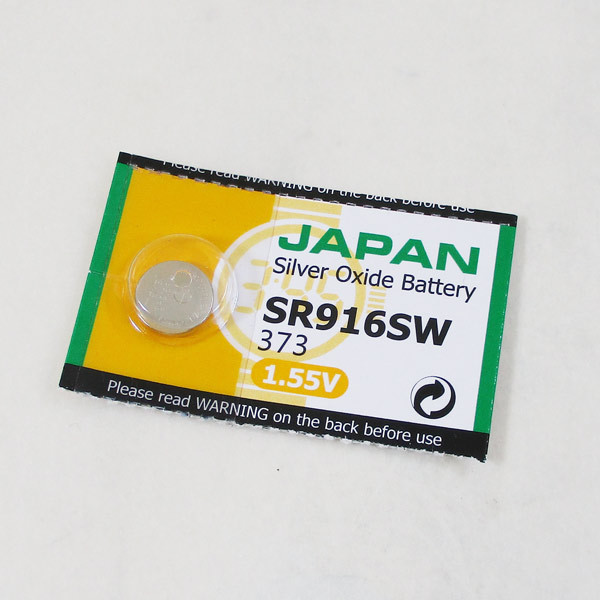 Please read WARNING on the back before use
JAPAN
Silver Oxide Battery
SR916SW
373
1.55V
Please read WARNING on the back before use